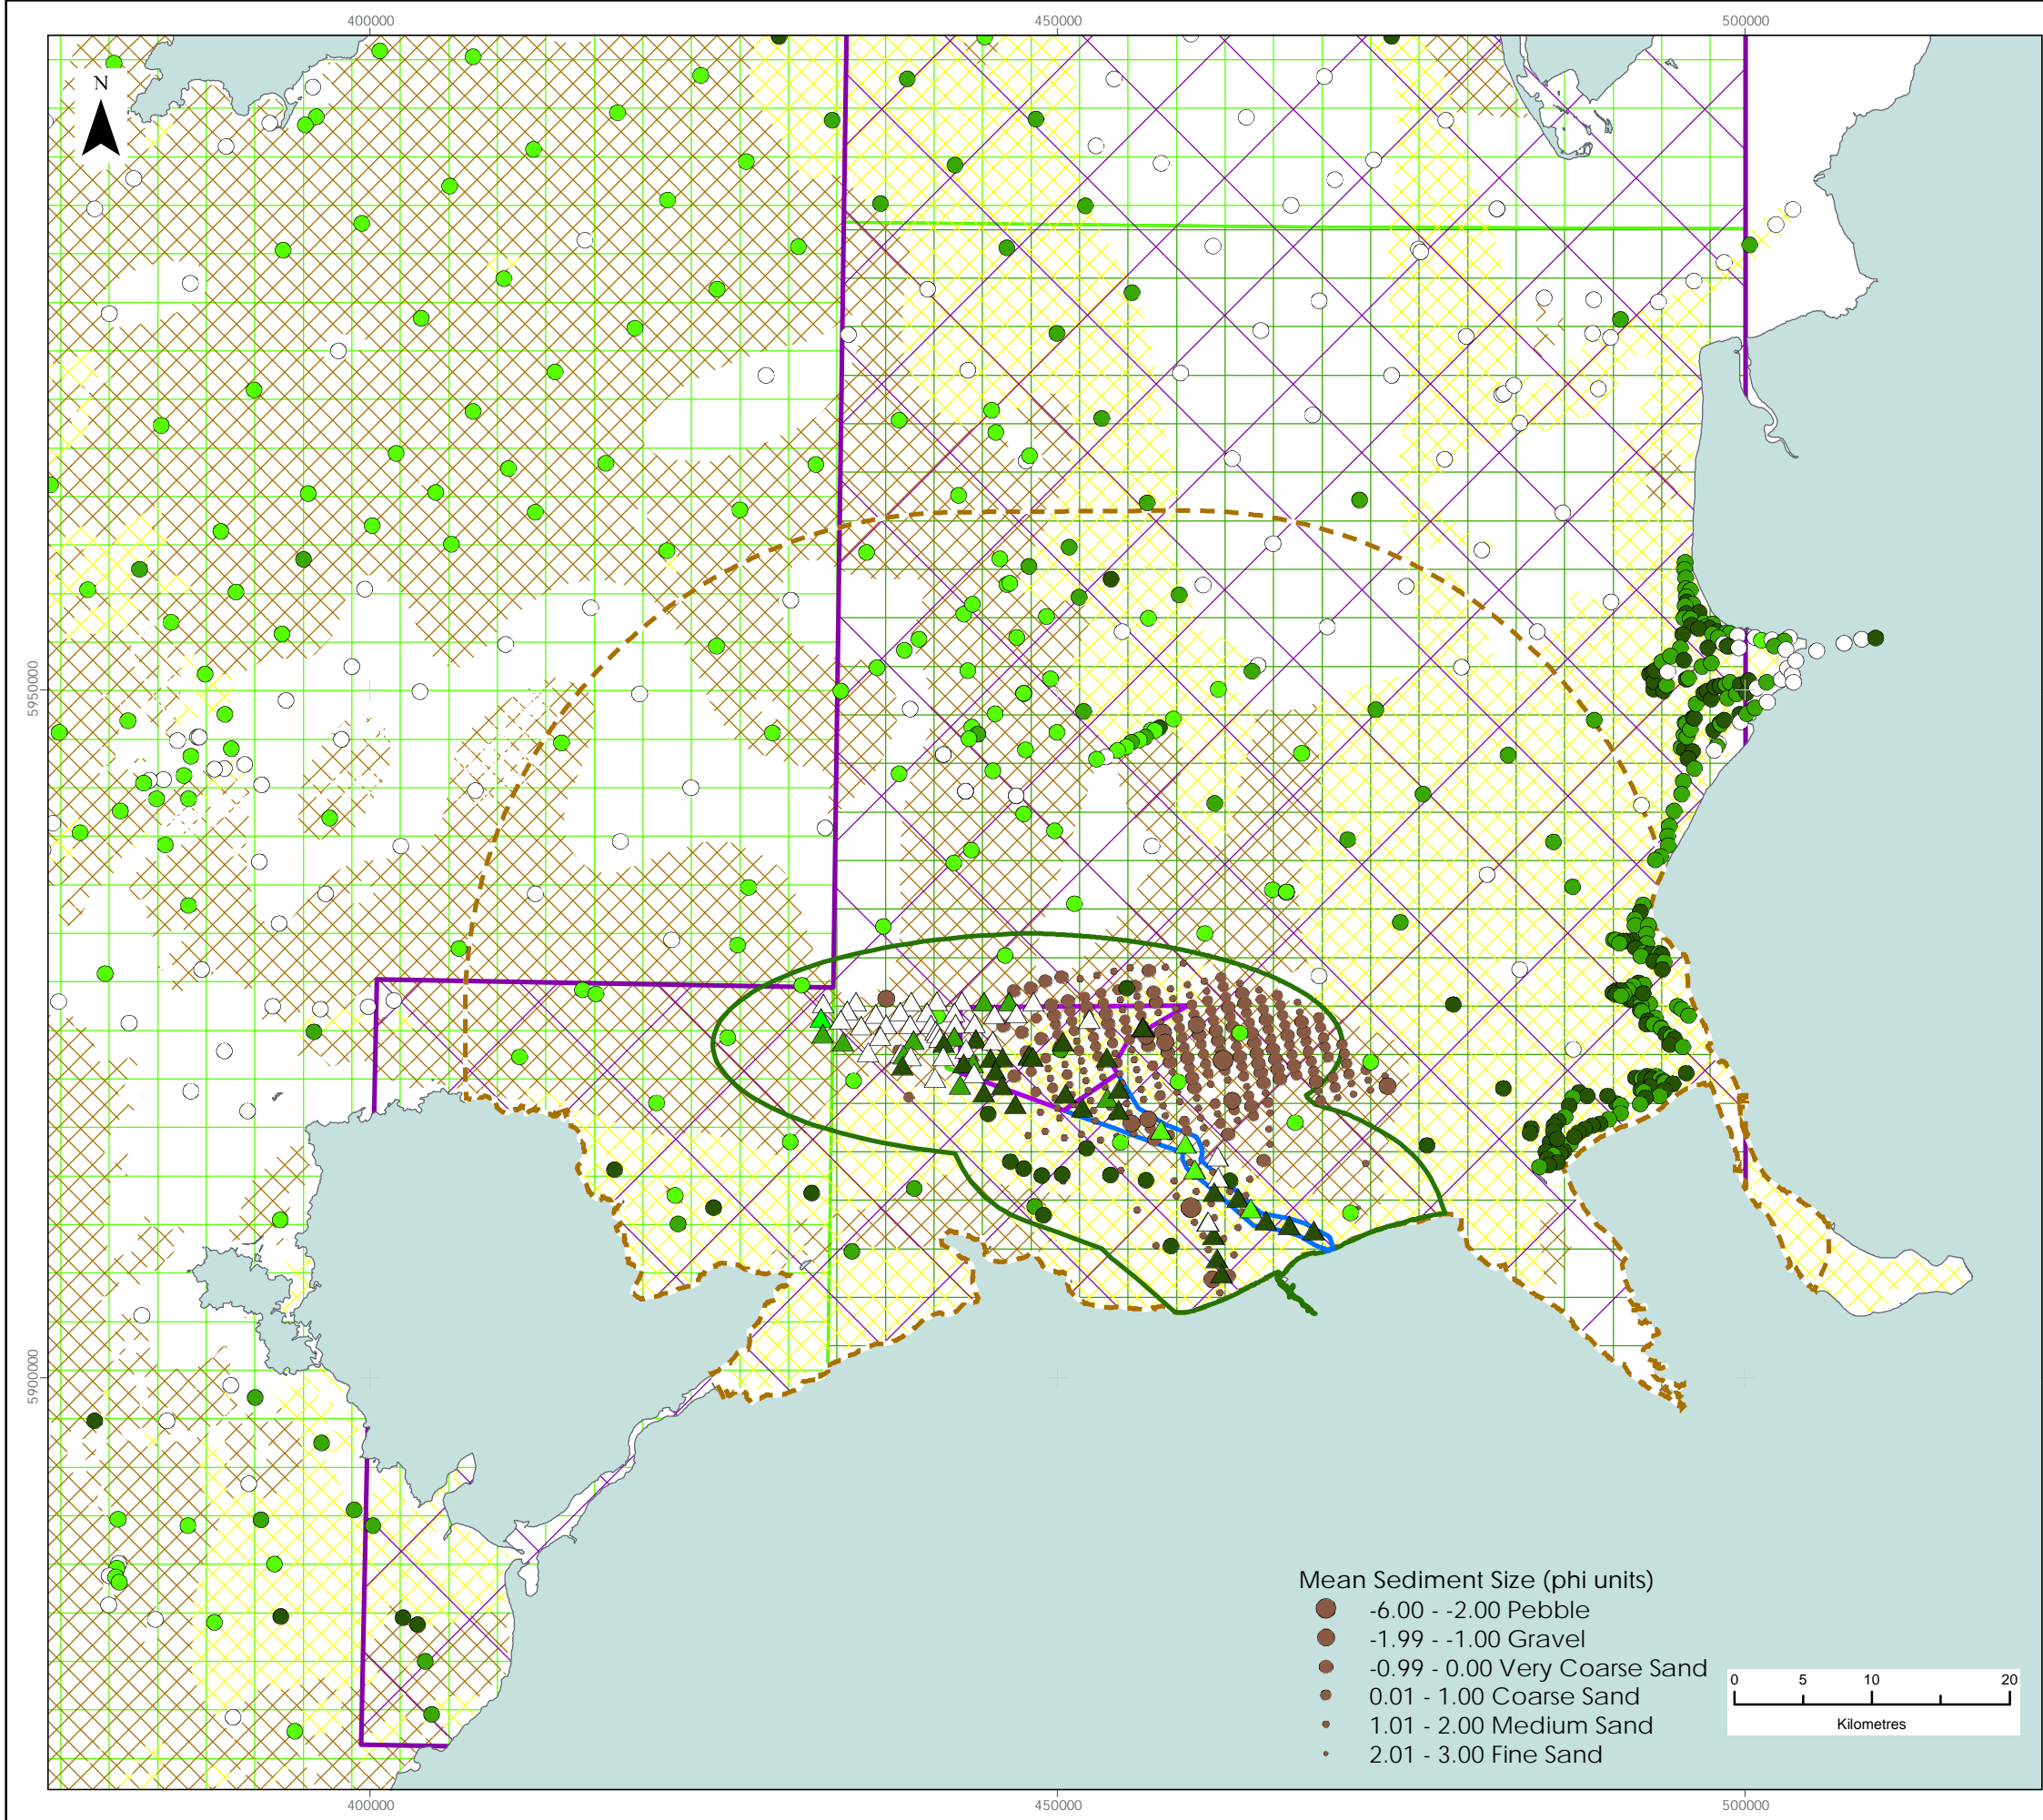 400000 450000 500000
N
5950000
5900000
Mean Sediment Size (phi units)
-6.00 - -2.00 Pebble
-1.99 - -1.00 Gravel
-0.99 - 0.00 Very Coarse Sand
0.01 - 1.00 Coarse Sand
1.01 - 2.00 Medium Sand
2.01 - 3.00 Fine Sand
0 5 10 20
Kilometres
400000 450000 500000